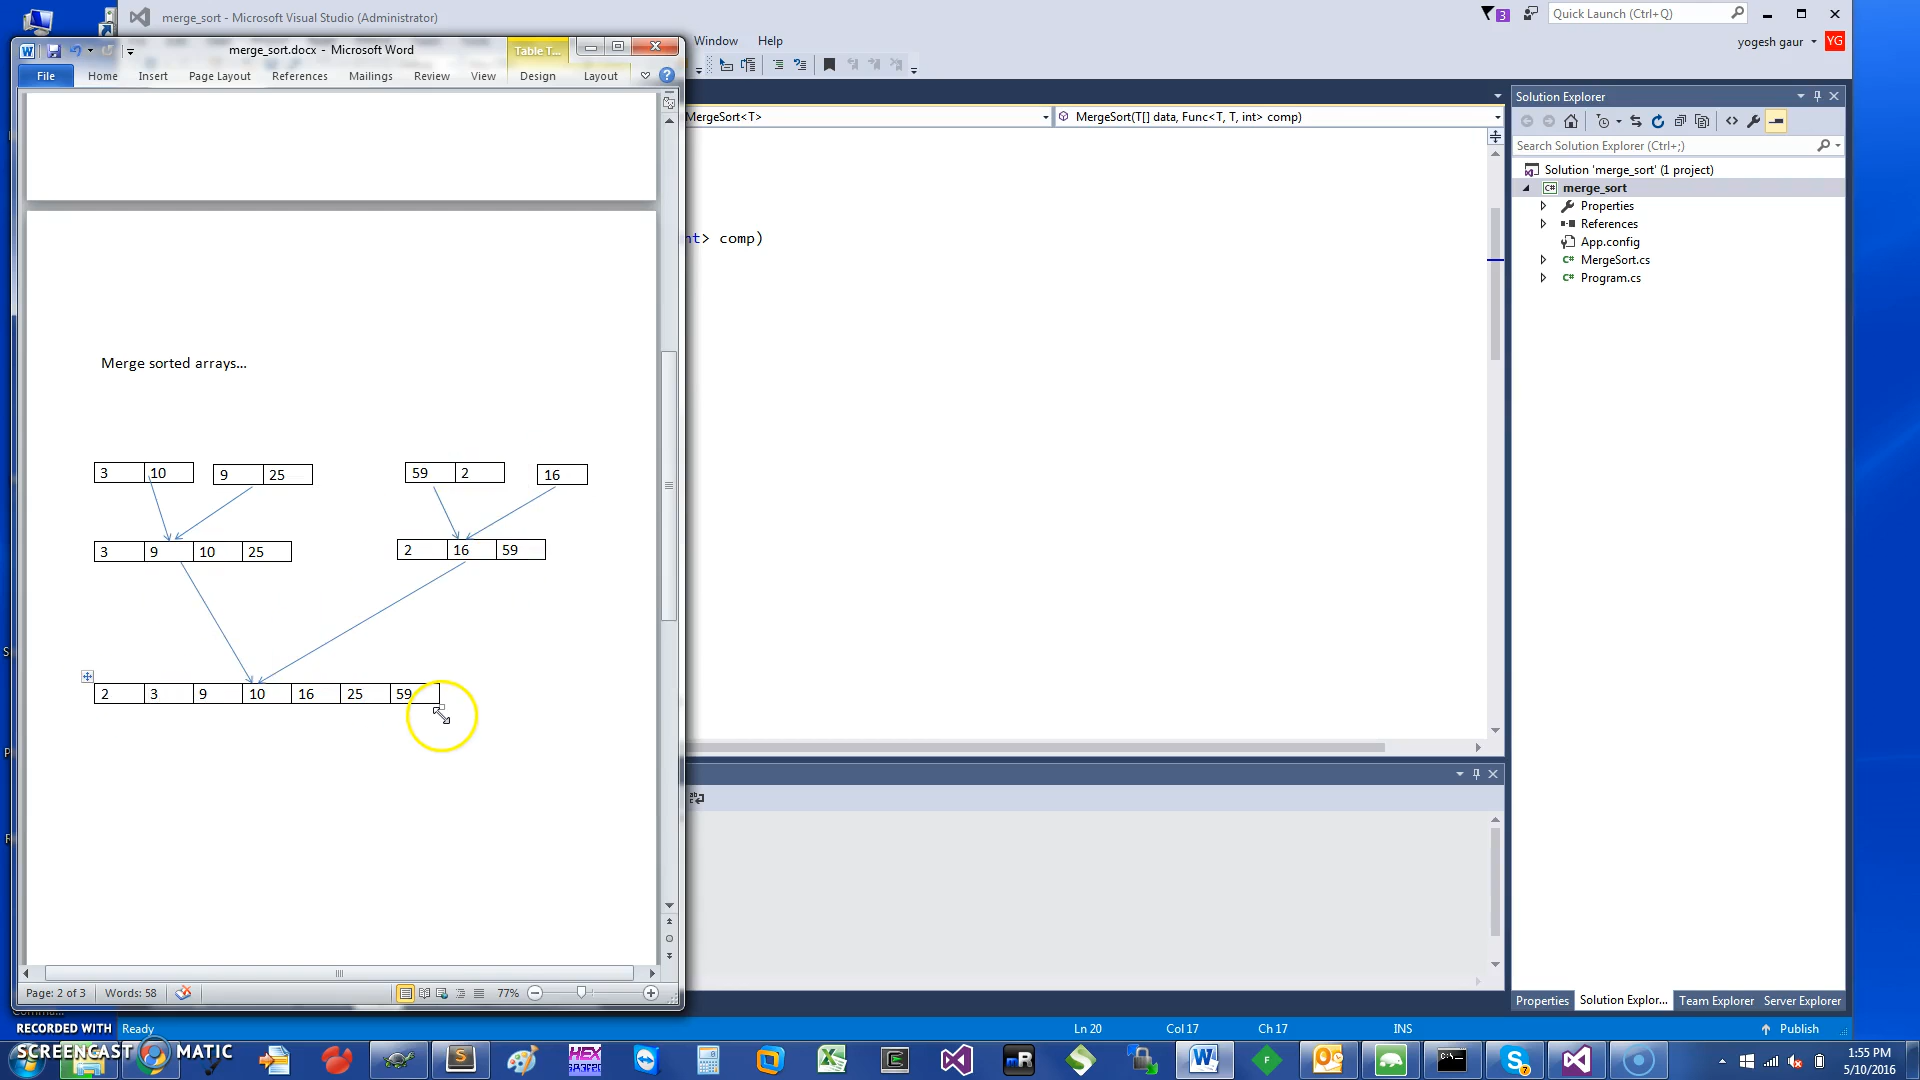 merge_sort - Microsoft Visual Studio (Administrator)
3
Quick Launch (Ctrl+Q)
Window Help
yogesh gaur
YG
merge_sort.docx - Microsoft Word
Table T...
File Home Insert Page Layout References Mailings Review View Design Layout
MergeSort<T>
MergeSort(T[] data, Func<T, T, int> comp)
nt> comp)
Solution Explorer
Search Solution Explorer (Ctrl+;)
Solution 'merge_sort' (1 project)
merge_sort
Properties
References
App.config
MergeSort.cs
Program.cs
Merge sorted arrays...
3 10 9 25 59 2 16
3 9 10 25 2 16 59
2 3 9 10 16 25 59
Page: 2 of 3 Words: 58 77%
Properties Solution Explor... Team Explorer Server Explorer
RECORDED WITH
Ready
Ln 20 Col 17 Ch 17 INS
Publish
SCREENCAST MATIC
HEX
mR
1:55 PM
5/10/2016